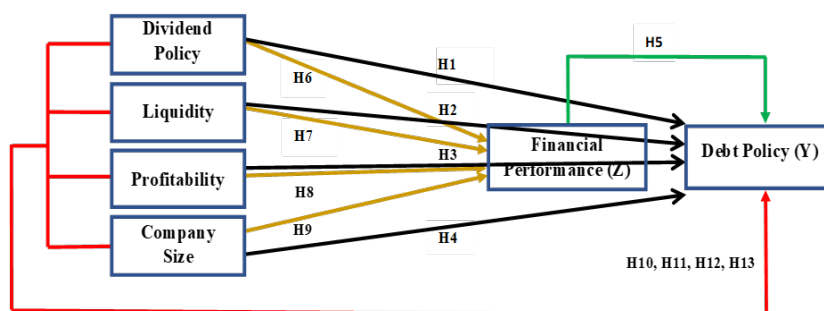 Dividend
Policy
H5
H1
H6
Liquidity
H2
H7
Financial
Performance (Z)
Debt Policy (Y)
H3
Profitability
H8
Company
Size
H9
H4
H10, H11, H12, H13